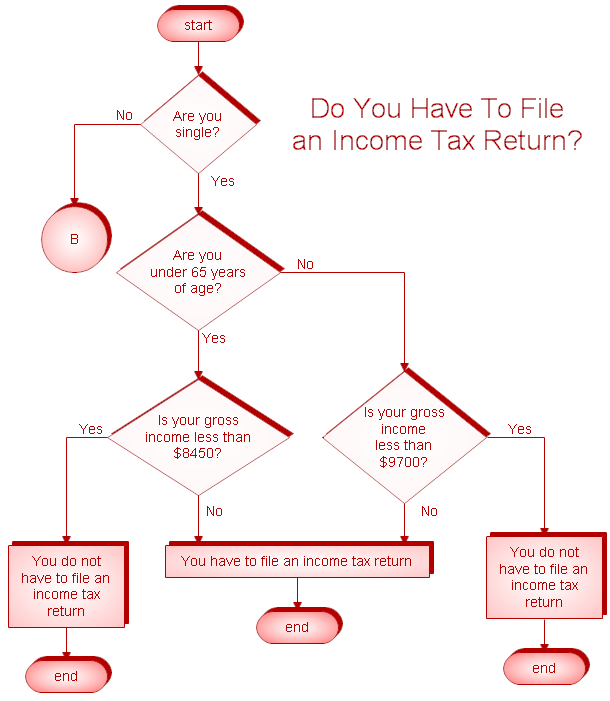 start
Do You Have To File
an Income Tax Return?
Are you
single?
No
Yes
B
Are you
under 65 years
of age?
No
Yes
Is your gross
income less than
$8450?
Is your gross
income
less than
$9700?
Yes
Yes
No
No
You do not
have to file an
income tax
return
You have to file an income tax return
You do not
have to file an
income tax
return
end
end
end